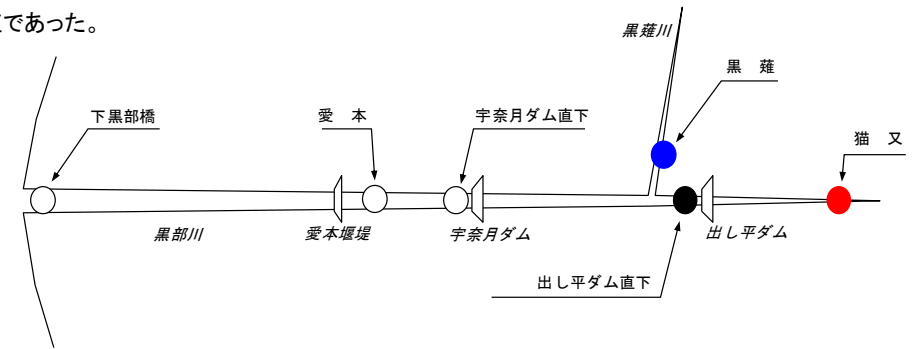 であった。
黒薙川
黒　薙
下黒部橋
愛　本
宇奈月ダム直下
猫　又
黒部川
愛本堰堤
宇奈月ダム
出し平ダム
出し平ダム直下